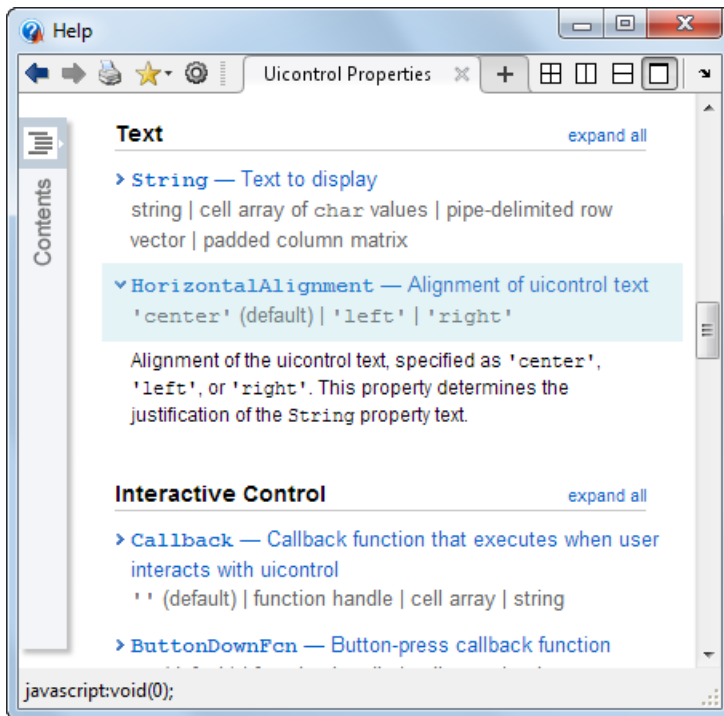 Help
Uicontrol Properties
Contents
Text
expand all
String — Text to display
string | cell array of char values | pipe-delimited row
vector | padded column matrix
HorizontalAlignment — Alignment of uicontrol text
'center' (default) | 'left' | 'right'
Alignment of the uicontrol text, specified as 'center',
'left', or 'right'. This property determines the
justification of the String property text.
Interactive Control
expand all
Callback — Callback function that executes when user
interacts with uicontrol
'' (default) | function handle | cell array | string
ButtonDownFcn — Button-press callback function
javascript:void(0);